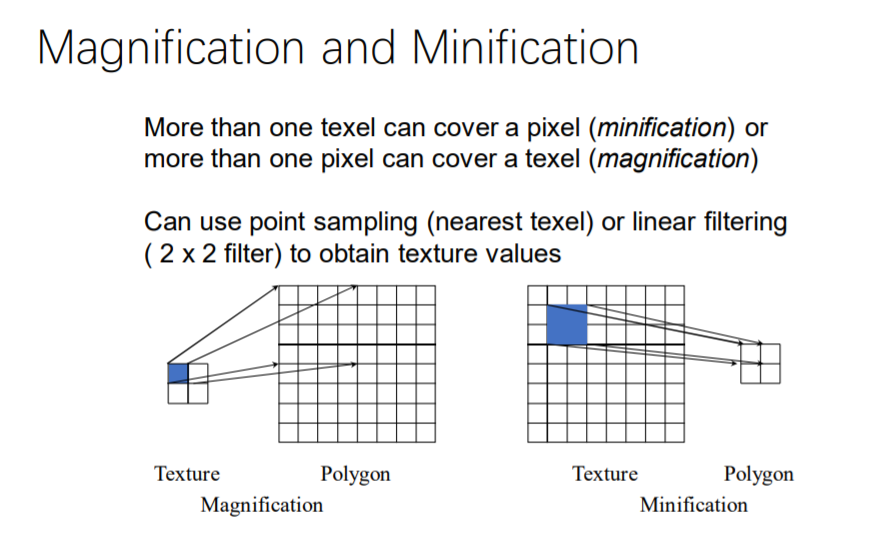 Magnification and Minification
More than one texel can cover a pixel (minification) or
more than one pixel can cover a texel (magnification)
Can use point sampling (nearest texel) or linear filtering
( 2 x 2 filter) to obtain texture values
Texture Polygon Texture Polygon
Magnification Minification